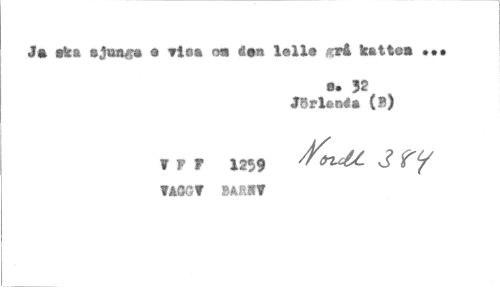 Ja ska sjunga e visa om den lelle grå katten ...
s. 32
Jörlanda (B)
V F F 1259 Nordl 384
VAGGV BARNV